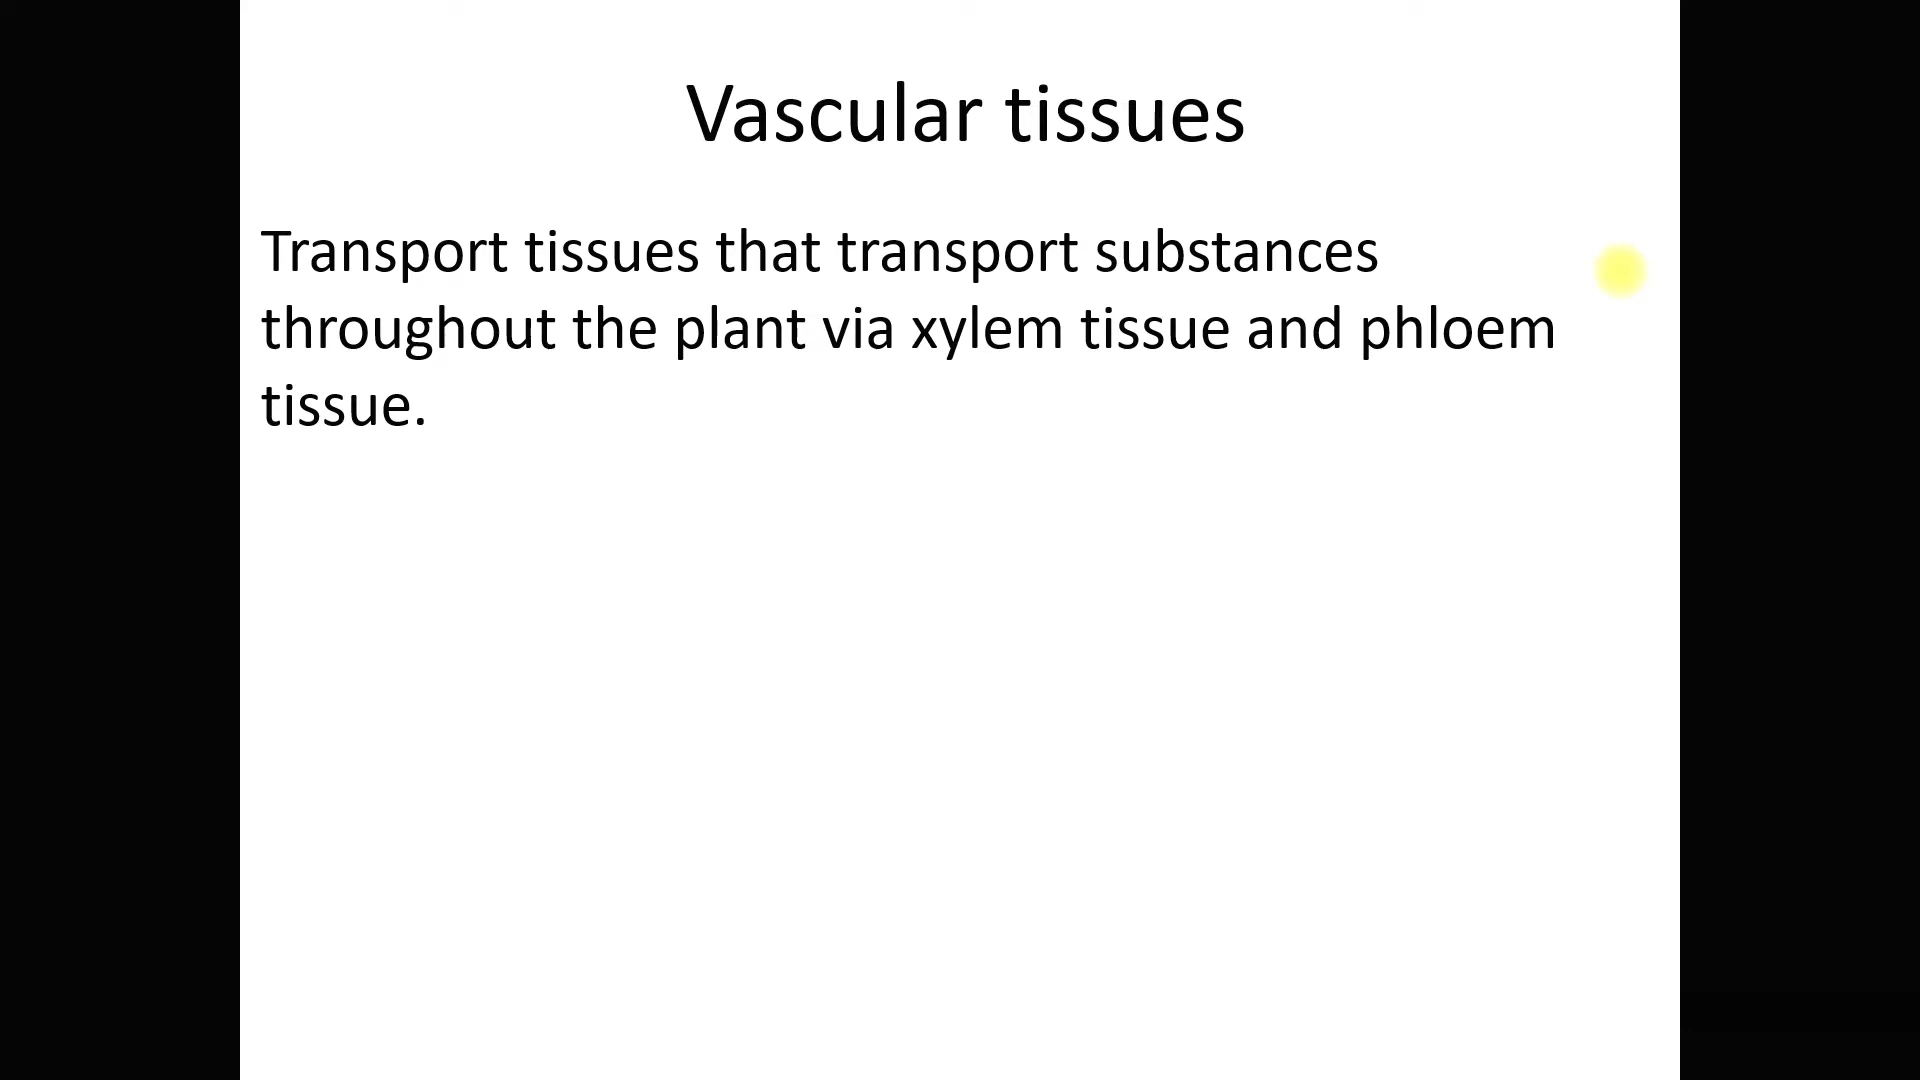 Vascular tissues
Transport tissues that transport substances
throughout the plant via xylem tissue and phloem
tissue.